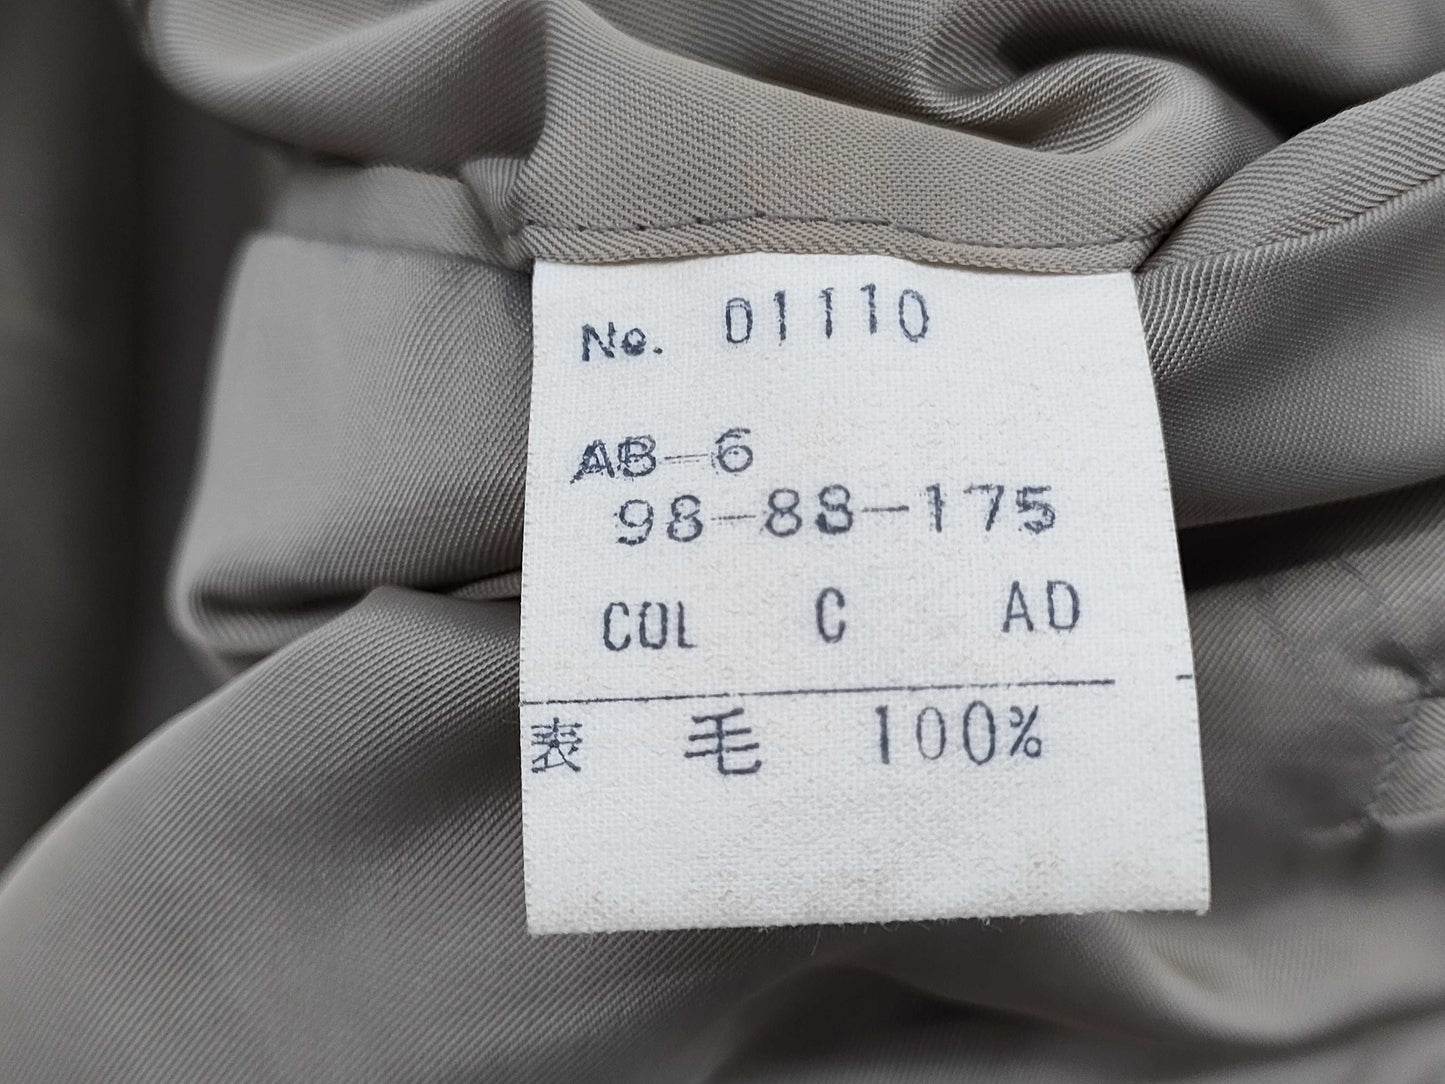 No. 01110
AB-6
98-88-175
COL C AD
表 毛 100%